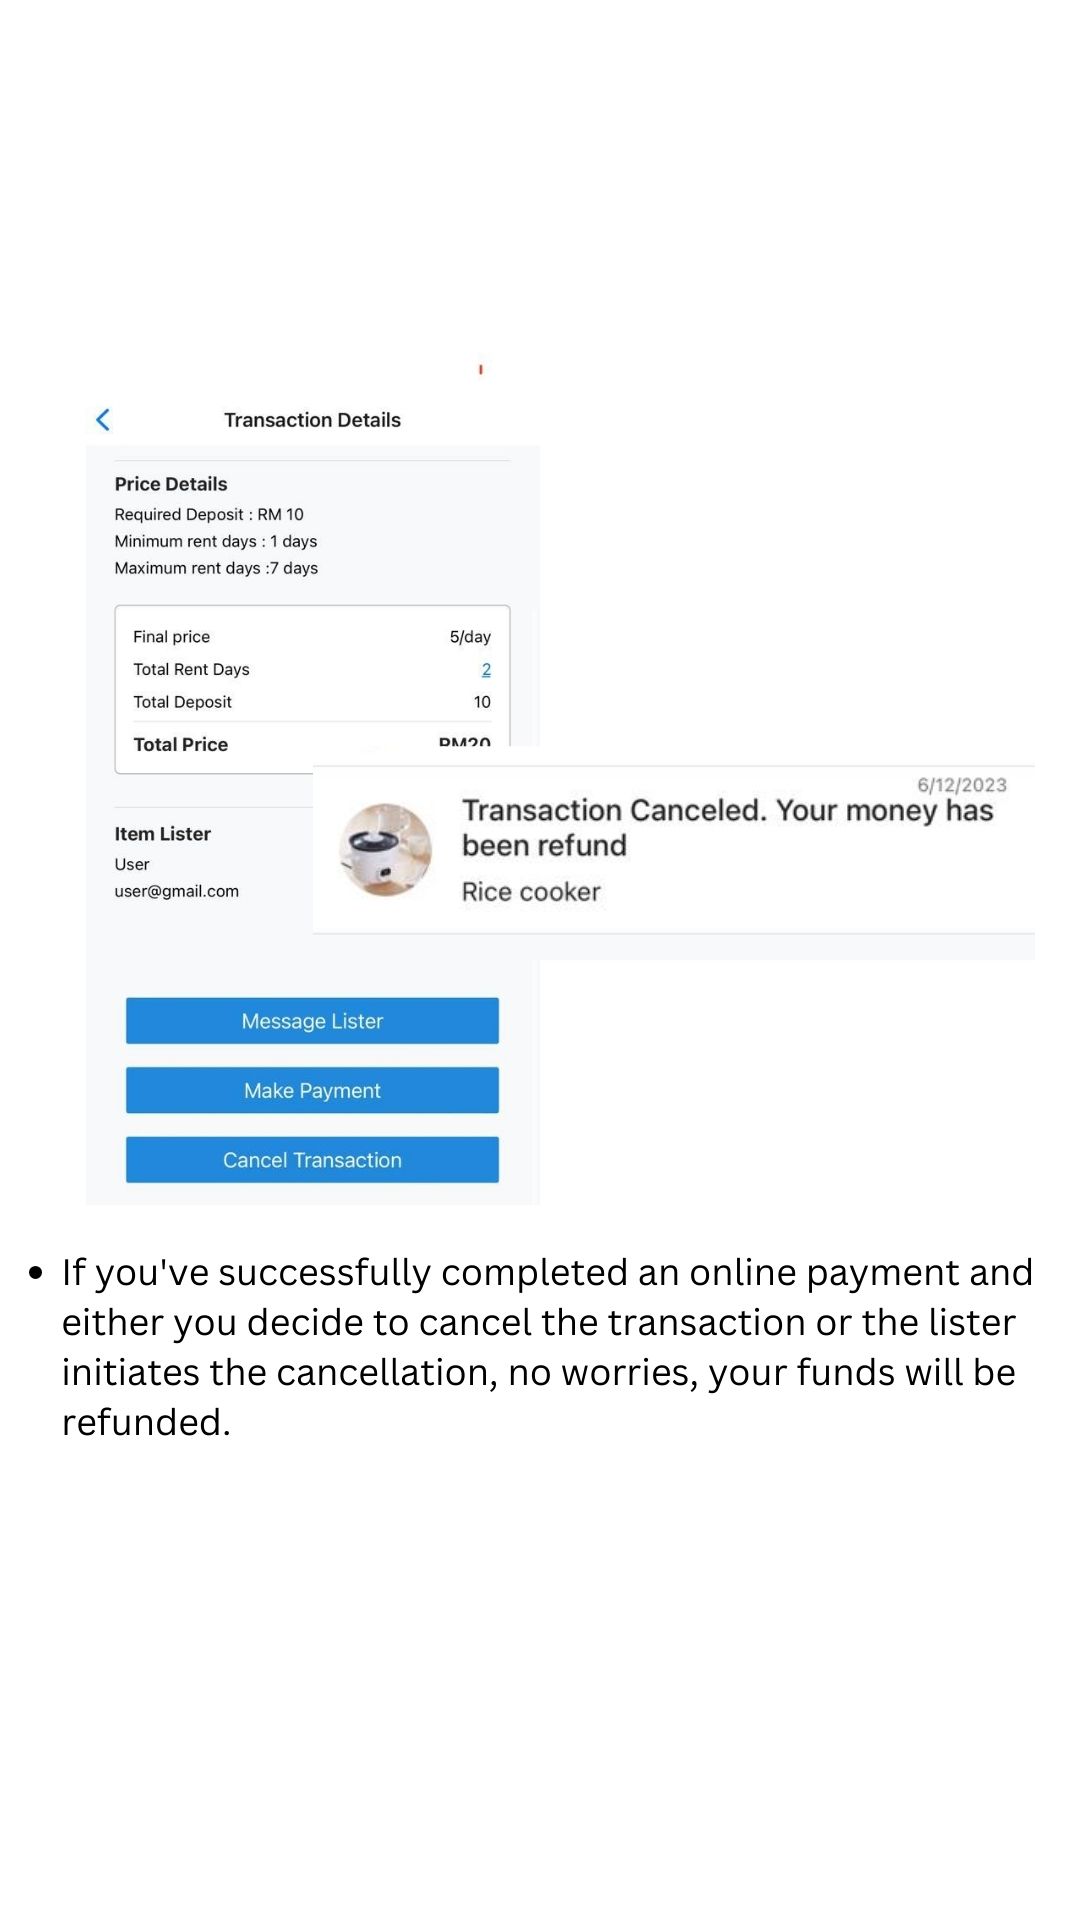 Transaction Details
Price Details
Required Deposit : RM 10
Minimum rent days : 1 days
Maximum rent days :7 days
Final price 5/day
Total Rent Days 2
Total Deposit 10
Total Price RM20
6/12/2023
Transaction Canceled. Your money has
been refund
Rice cooker
Item Lister
User
user@gmail.com
Message Lister
Make Payment
Cancel Transaction
• If you've successfully completed an online payment and
either you decide to cancel the transaction or the lister
initiates the cancellation, no worries, your funds will be
refunded.